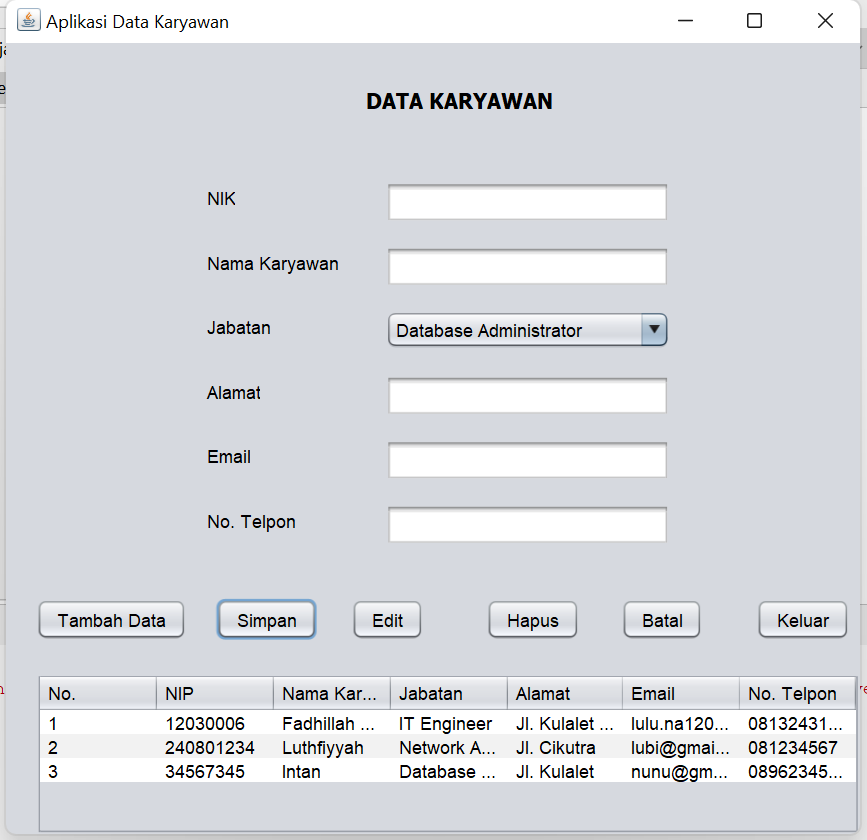 Aplikasi Data Karyawan
DATA KARYAWAN
NIK
Nama Karyawan
Jabatan Database Administrator
Alamat
Email
No. Telpon
Tambah Data Simpan Edit Hapus Batal Keluar
No. NIP Nama Kar... Jabatan Alamat Email No. Telpon
1 12030006 Fadhillah ... IT Engineer Jl. Kulalet ... lulu.na120... 08132431...
2 240801234 Luthfiyyah Network A... Jl. Cikutra lubi@gmai... 081234567
3 34567345 Intan Database ... Jl. Kulalet nunu@gm... 08962345...